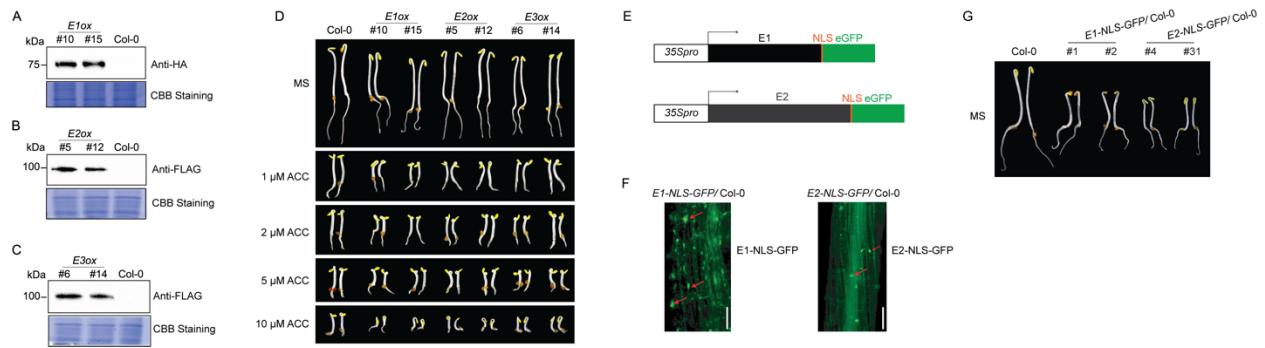 A
E1ox
kDa #10 #15 Col-0
75 Anti-HA
CBB Staining
B
E2ox
#5 #12 Col-0
100 Anti-FLAG
CBB Staining
C
E3ox
kDa #6 #14 Col-0
100 Anti-FLAG
CBB Staining
D
E1ox E2ox E3ox
Col-0 #10 #15 #5 #12 #6 #14
MS
1 µM ACC
2 µM ACC
5 µM ACC
10 µM ACC
E
E1 NLS eGFP
35Spro
E2 NLS eGFP
35Spro
F
E1-NLS-GFP/ Col-0 E2-NLS-GFP/ Col-0
E1-NLS-GFP E2-NLS-GFP
G
E1-NLS-GFP/ Col-0 E2-NLS-GFP/ Col-0
Col-0 #1 #2 #4 #31
MS